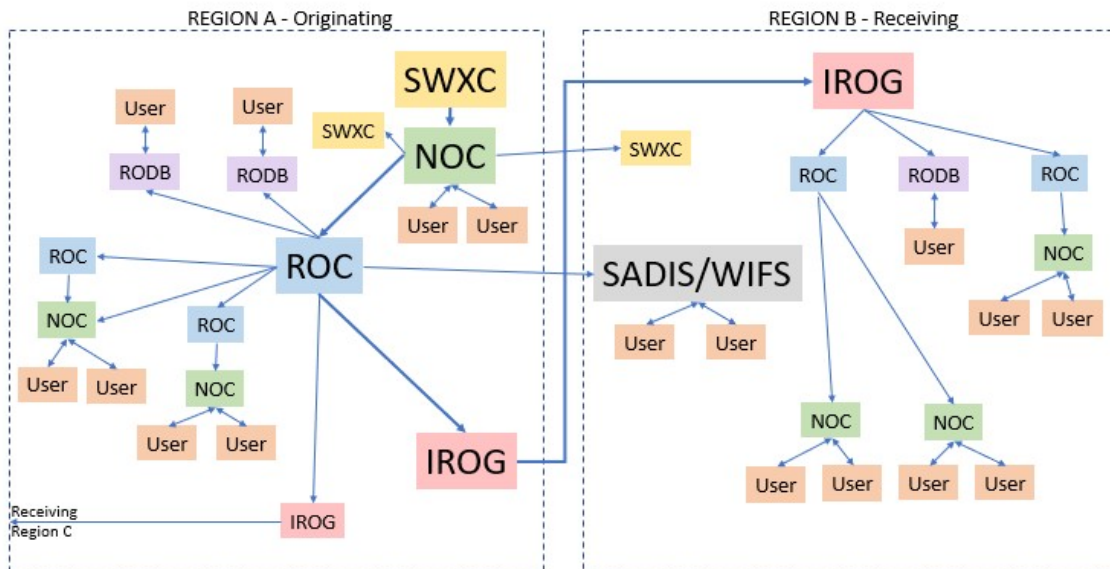 REGION A - Originating
REGION B - Receiving
SWXC
IROG
User
User
SWXC
NOC
SWXC
RODB
RODB
ROC
RODB
ROC
User
User
ROC
ROC
SADIS/WIFS
User
NOC
NOC
ROC
User
User
User
User
User
User
NOC
User
User
NOC
NOC
IROG
User
User
User
User
Receiving
Region C
IROG